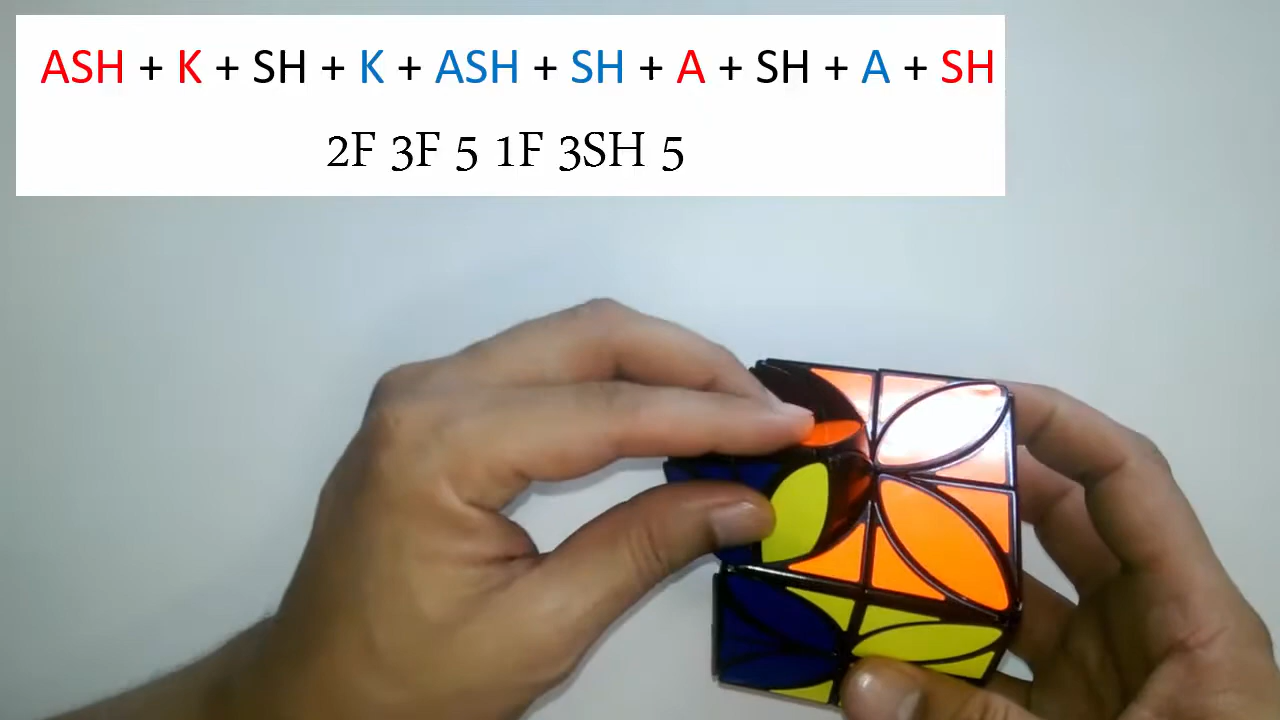 ASH + K + SH + K + ASH + SH + A + SH + A + SH
2F 3F 5 1F 3SH 5